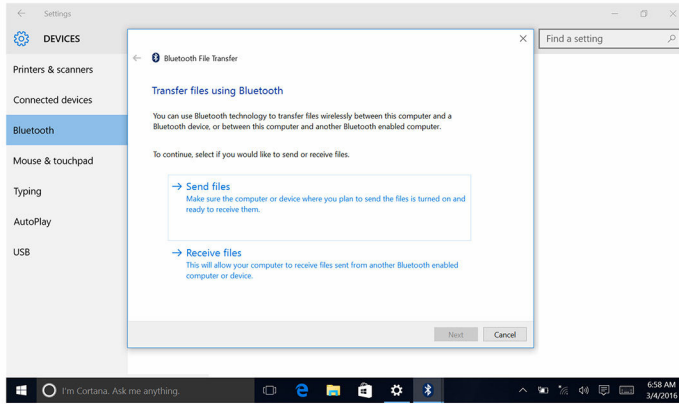 Settings
DEVICES
Find a setting
Printers & scanners
Connected devices
Bluetooth
Mouse & touchpad
Typing
AutoPlay
USB
Bluetooth File Transfer
Transfer files using Bluetooth
You can use Bluetooth technology to transfer files wirelessly between this computer and a
Bluetooth device, or between this computer and another Bluetooth enabled computer.
To continue, select if you would like to send or receive files.
Send files
Make sure the computer or device where you plan to send the files is turned on and
ready to receive them.
Receive files
This will allow your computer to receive files sent from another Bluetooth enabled
computer or device.
Next
Cancel
I'm Cortana. Ask me anything.
6:58 AM
3/4/2016